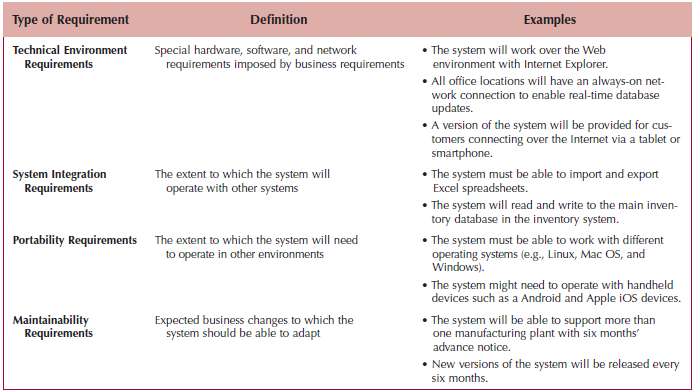 Type of Requirement Definition Examples
Technical Environment Requirements
Special hardware, software, and network requirements imposed by business requirements
• The system will work over the Web
environment with Internet Explorer.
• All office locations will have an always-on net-
work connection to enable real-time database
updates.
• A version of the system will be provided for cus-
tomers connecting over the Internet via a tablet or
smartphone.
System Integration
Requirements
The extent to which the system will
operate with other systems
• The system must be able to import and export
Excel spreadsheets.
• The system will read and write to the main inven-
tory database in the inventory system.
Portability Requirements
The extent to which the system will need
to operate in other environments
• The system must be able to work with different
operating systems (e.g., Linux, Mac OS, and
Windows).
• The system might need to operate with handheld
devices such as a Android and Apple iOS devices.
Maintainability
Requirements
Expected business changes to which the
system should be able to adapt
• The system will be able to support more than
one manufacturing plant with six months'
advance notice.
• New versions of the system will be released every
six months.